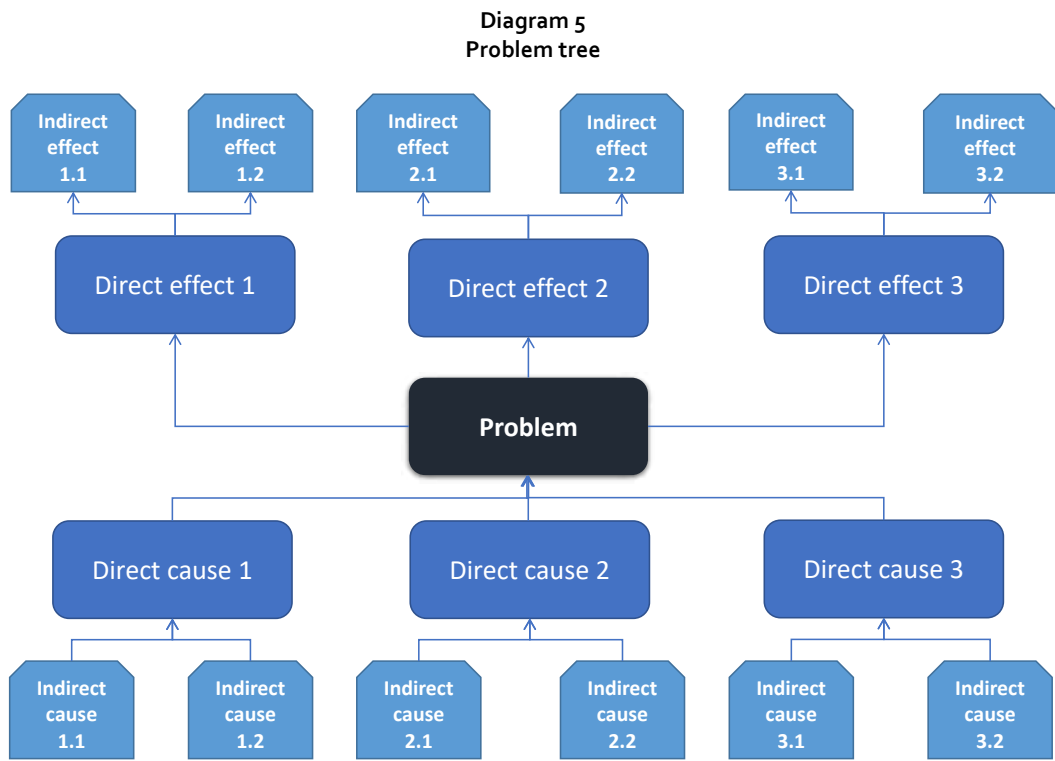 Diagram 5
Problem tree
Indirect
effect
1.1
Indirect
effect
1.2
Indirect
effect
2.1
Indirect
effect
2.2
Indirect
effect
3.1
Indirect
effect
3.2
Direct effect 1
Direct effect 2
Direct effect 3
Problem
Direct cause 1
Direct cause 2
Direct cause 3
Indirect
cause
1.1
Indirect
cause
1.2
Indirect
cause
2.1
Indirect
cause
2.2
Indirect
cause
3.1
Indirect
cause
3.2